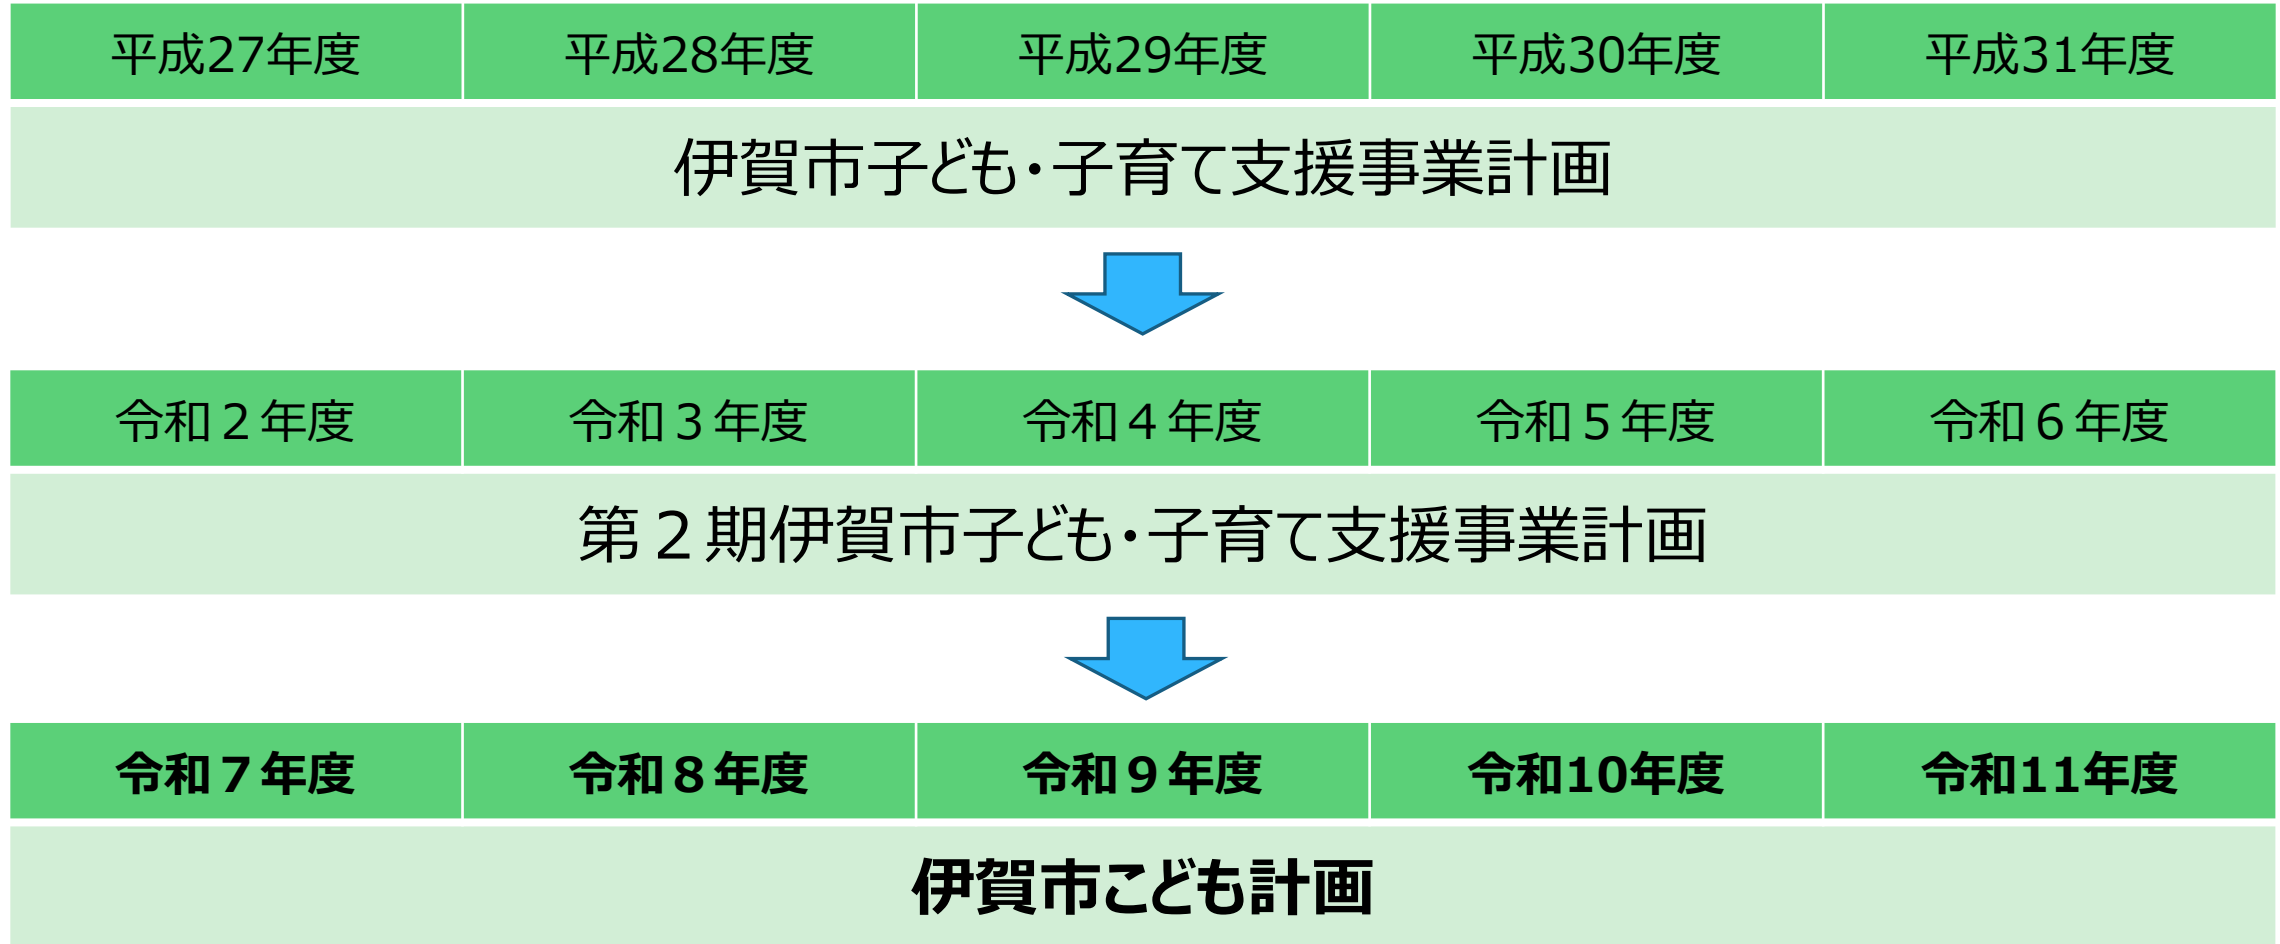 平成27年度 平成28年度 平成29年度 平成30年度 平成31年度
伊賀市子ども・子育て支援事業計画
令和２年度 令和３年度 令和４年度 令和５年度 令和６年度
第２期伊賀市子ども・子育て支援事業計画
令和７年度 令和８年度 令和９年度 令和10年度 令和11年度
伊賀市こども計画